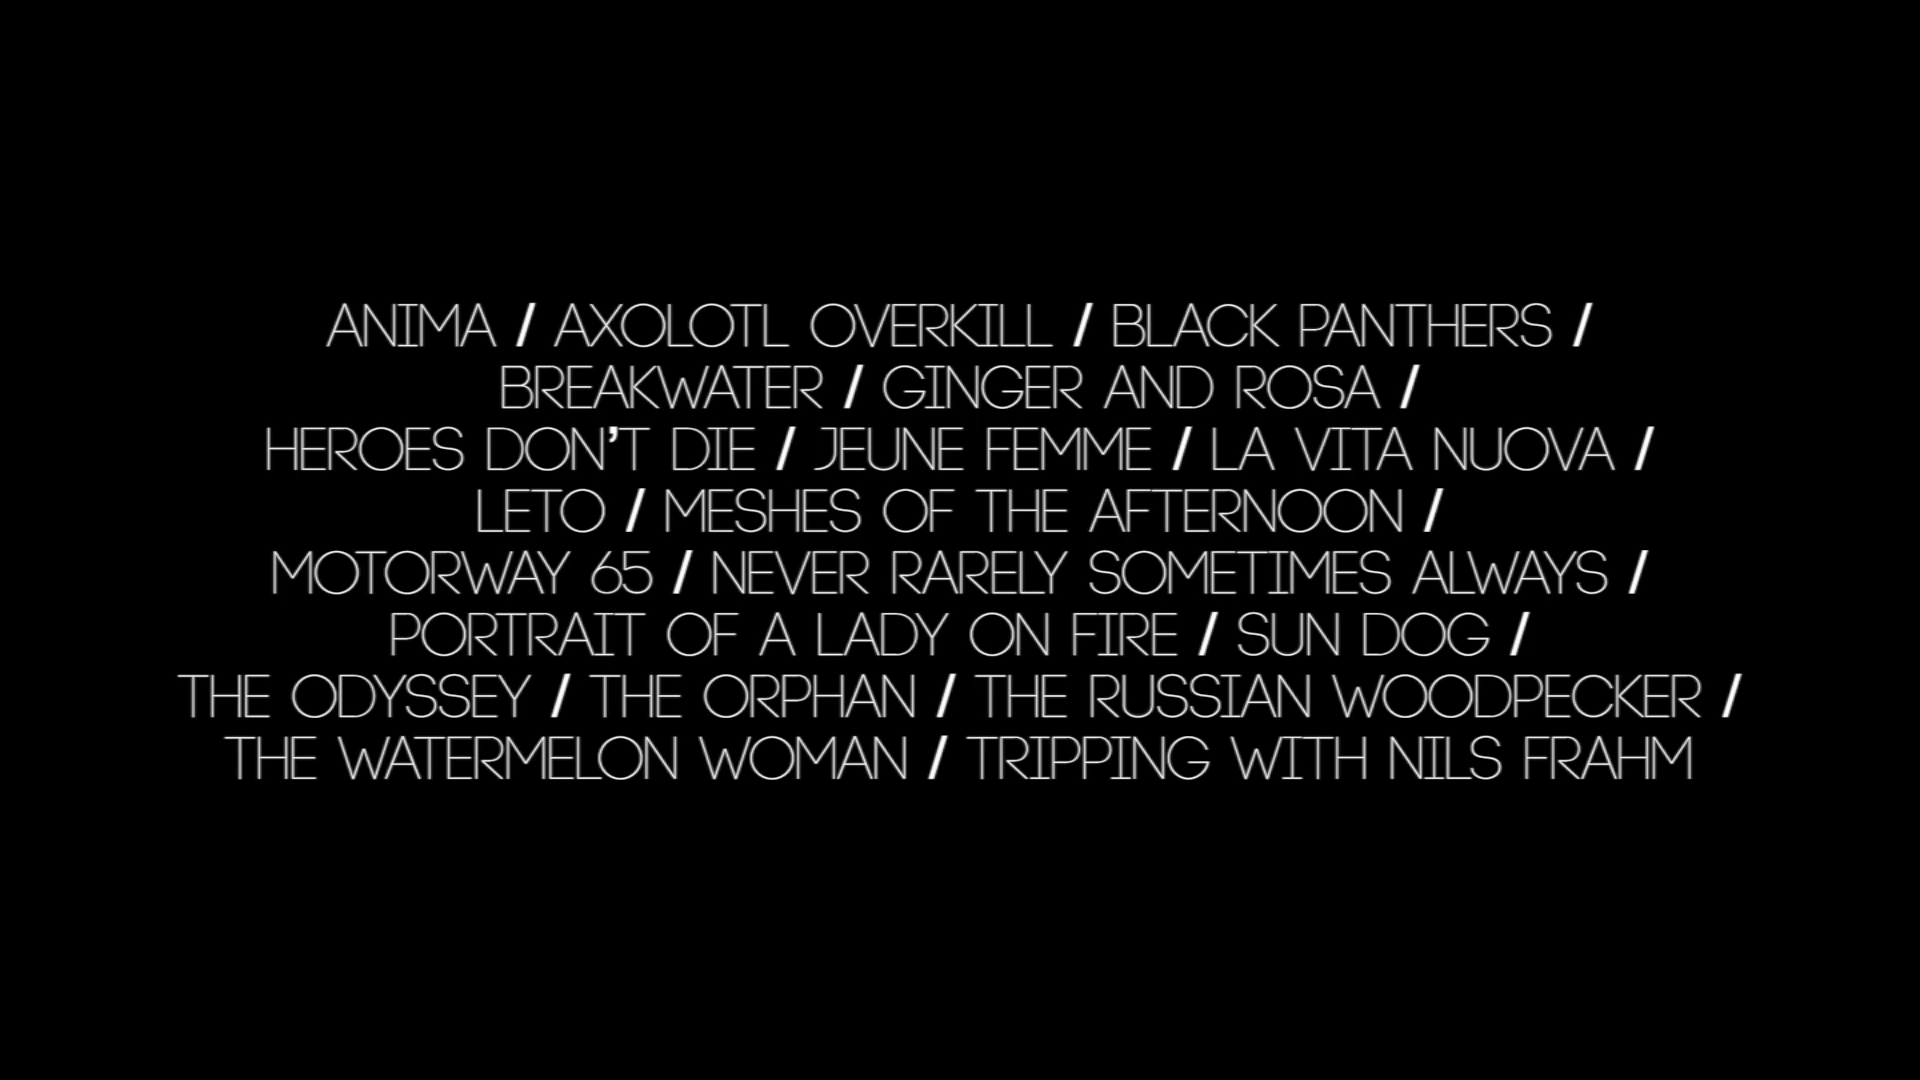 ANIMA / AXOLOTL OVERKILL / BLACK PANTHERS /
BREAKWATER / GINGER AND ROSA /
HEROES DON'T DIE / JEUNE FEMME / LA VITA NUOVA /
LETO / MESHES OF THE AFTERNOON /
MOTORWAY 65 / NEVER RARELY SOMETIMES ALWAYS /
PORTRAIT OF A LADY ON FIRE / SUN DOG /
THE ODYSSEY / THE ORPHAN / THE RUSSIAN WOODPECKER /
THE WATERMELON WOMAN / TRIPPING WITH NILS FRAHM